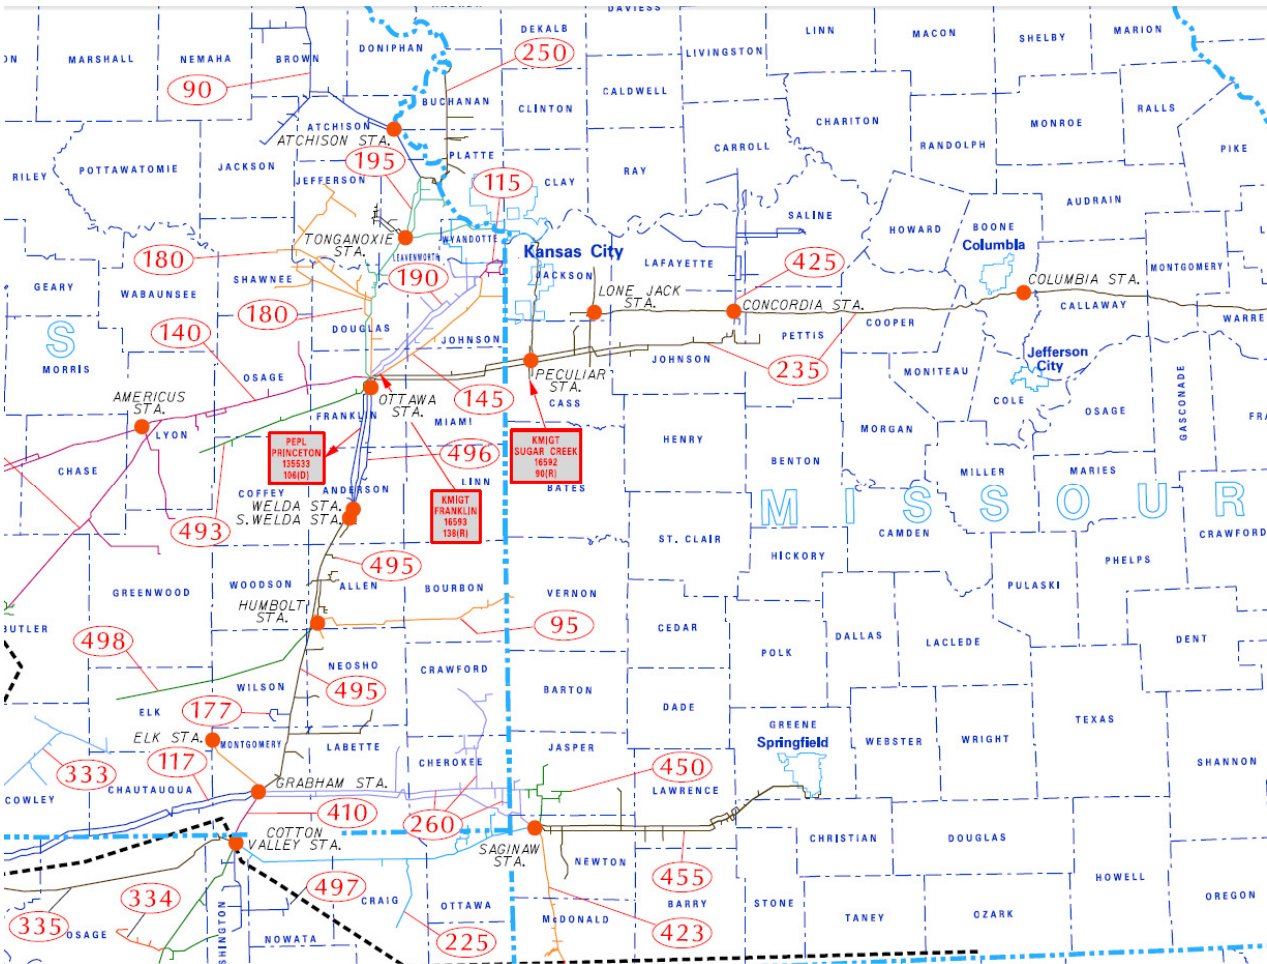 DAVIESS
DEKALB
LINN
MACON
SHELBY
MARION
MARSHALL
NEMAHA
BROWN
DONIPHAN
250
LIVINGSTON
90
BUCHANAN
CLINTON
CALDWELL
CHARITON
MONROE
RALLS
ATCHISON
ATCHISON STA.
PLATTE
CARROLL
RANDOLPH
PIKE
RILEY
POTTAWATOMIE
JACKSON
195
JEFFERSON
115
CLAY
RAY
AUDRAIN
SALINE
HOWARD
BOONE
Columbia
TONGANOXIE
STA.
WYANDOTTE
LEAVENWORTH
Kansas City
180
SHAWNEE
190
JACKSON
LAFAYETTE
425
MONTGOMERY
COLUMBIA STA.
GEARY
WABAUNSEE
LONE JACK
STA.
CONCORDIA STA.
CALLAWAY
180
DOUGLAS
140
JOHNSON
PETTIS
COOPER
WARRE
S
MORRIS
JOHNSON
235
Jefferson
City
MONITEAU
OSAGE
PECULIAR
STA.
AMERICUS
STA.
OTTAWA
STA.
145
CASS
COLE
OSAGE
GASCONADE
FRANKLIN
MIAMI
LYON
PEPL
PRINCETON
135533
106(D)
KMIGT
SUGAR CREEK
16592
90(R)
HENRY
MORGAN
FRA
CHASE
496
BENTON
MILLER
MARIES
LINN
BATES
COFFEY
ANDERSON
KMIGT
FRANKLIN
16593
138(R)
WELDA STA.
S.WELDA STA.
MISSOUR
493
ST. CLAIR
CAMDEN
CRAWFORD
HICKORY
495
PHELPS
GREENWOOD
WOODSON
ALLEN
BOURBON
VERNON
PULASKI
HUMBOLT
STA.
95
BUTLER
498
CEDAR
DALLAS
LACLEDE
DENT
POLK
NEOSHO
CRAWFORD
WILSON
495
BARTON
ELK
177
DADE
TEXAS
GREENE
Springfield
ELK STA.
MONTGOMERY
LABETTE
CHEROKEE
JASPER
WEBSTER
WRIGHT
333
117
450
SHANNON
COWLEY
CHAUTAUQUA
GRABHAM STA.
LAWRENCE
410
260
COTTON
VALLEY STA.
SAGINAW
STA.
CHRISTIAN
DOUGLAS
NEWTON
455
HOWELL
334
497
CRAIG
OTTAWA
BARRY
STONE
OREGON
335
OSAGE
McDONALD
TANEY
OZARK
423
225
NOWATA
SHINGTON